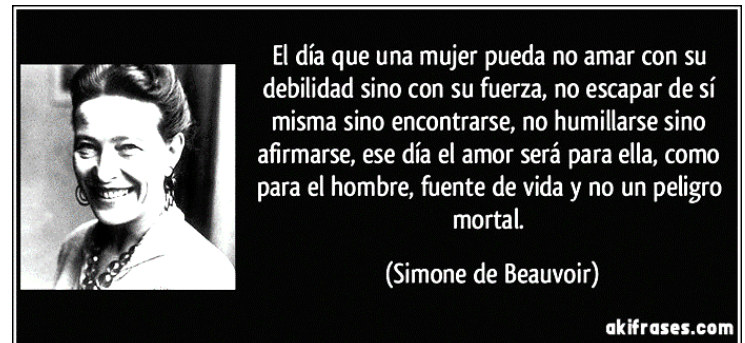 El día que una mujer pueda no amar con su
debilidad sino con su fuerza, no escapar de sí
misma sino encontrarse, no humillarse sino
afirmarse, ese día el amor será para ella, como
para el hombre, fuente de vida y no un peligro
mortal.
(Simone de Beauvoir)
akifrases.com